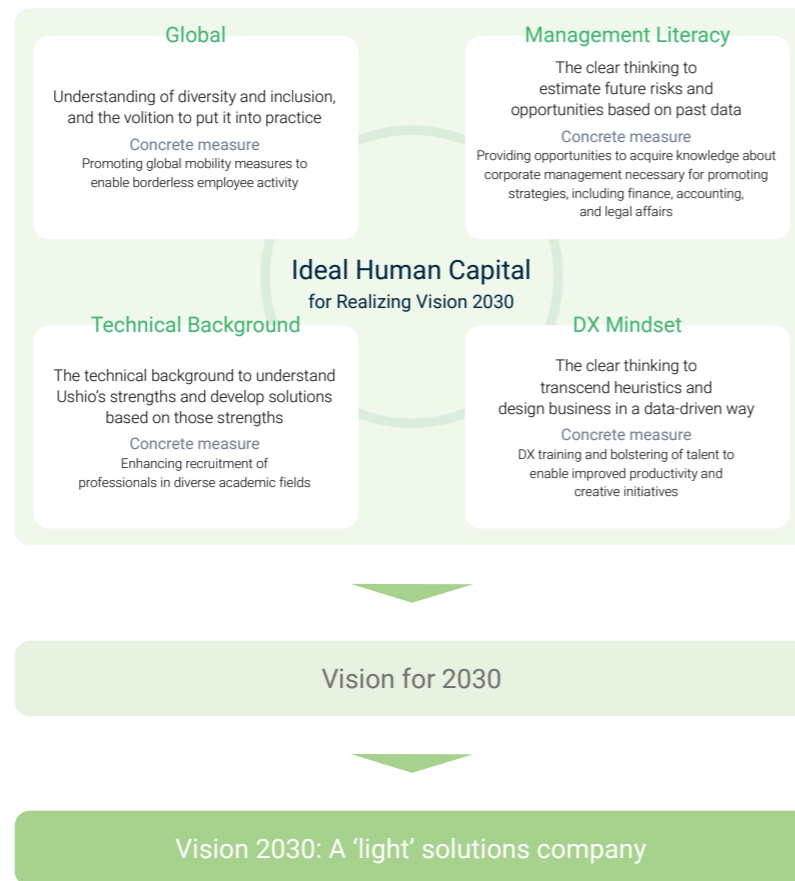 Global
Understanding of diversity and inclusion,
and the volition to put it into practice
Concrete measure
Promoting global mobility measures to
enable borderless employee activity
Management Literacy
The clear thinking to
estimate future risks and
opportunities based on past data
Concrete measure
Providing opportunities to acquire knowledge about
corporate management necessary for promoting
strategies, including finance, accounting,
and legal affairs
Ideal Human Capital
for Realizing Vision 2030
Technical Background
The technical background to understand
Ushio's strengths and develop solutions
based on those strengths
Concrete measure
Enhancing recruitment of
professionals in diverse academic fields
DX Mindset
The clear thinking to
transcend heuristics and
design business in a data-driven way
Concrete measure
DX training and bolstering of talent to
enable improved productivity and
creative initiatives
Vision for 2030
Vision 2030: A ‘light’ solutions company